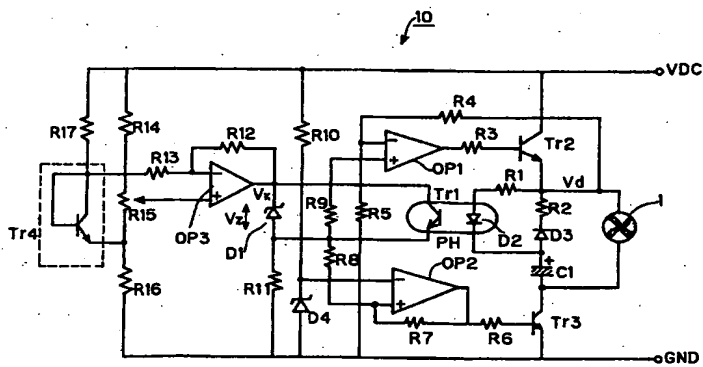 10
VDC
R4
R17
R14
R12
R10
R3
Tr2
OP1
R13
R1
Vk
Tr1
Vd
R9
R5
R15
Vz
R2
D3
1
Tr4
OP3
D1
PH
D2
R8
OP2
+
C1
R11
R16
D4
R7
R6
Tr3
GND